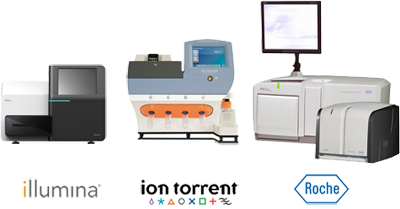 illumina®
ion torrent
Roche